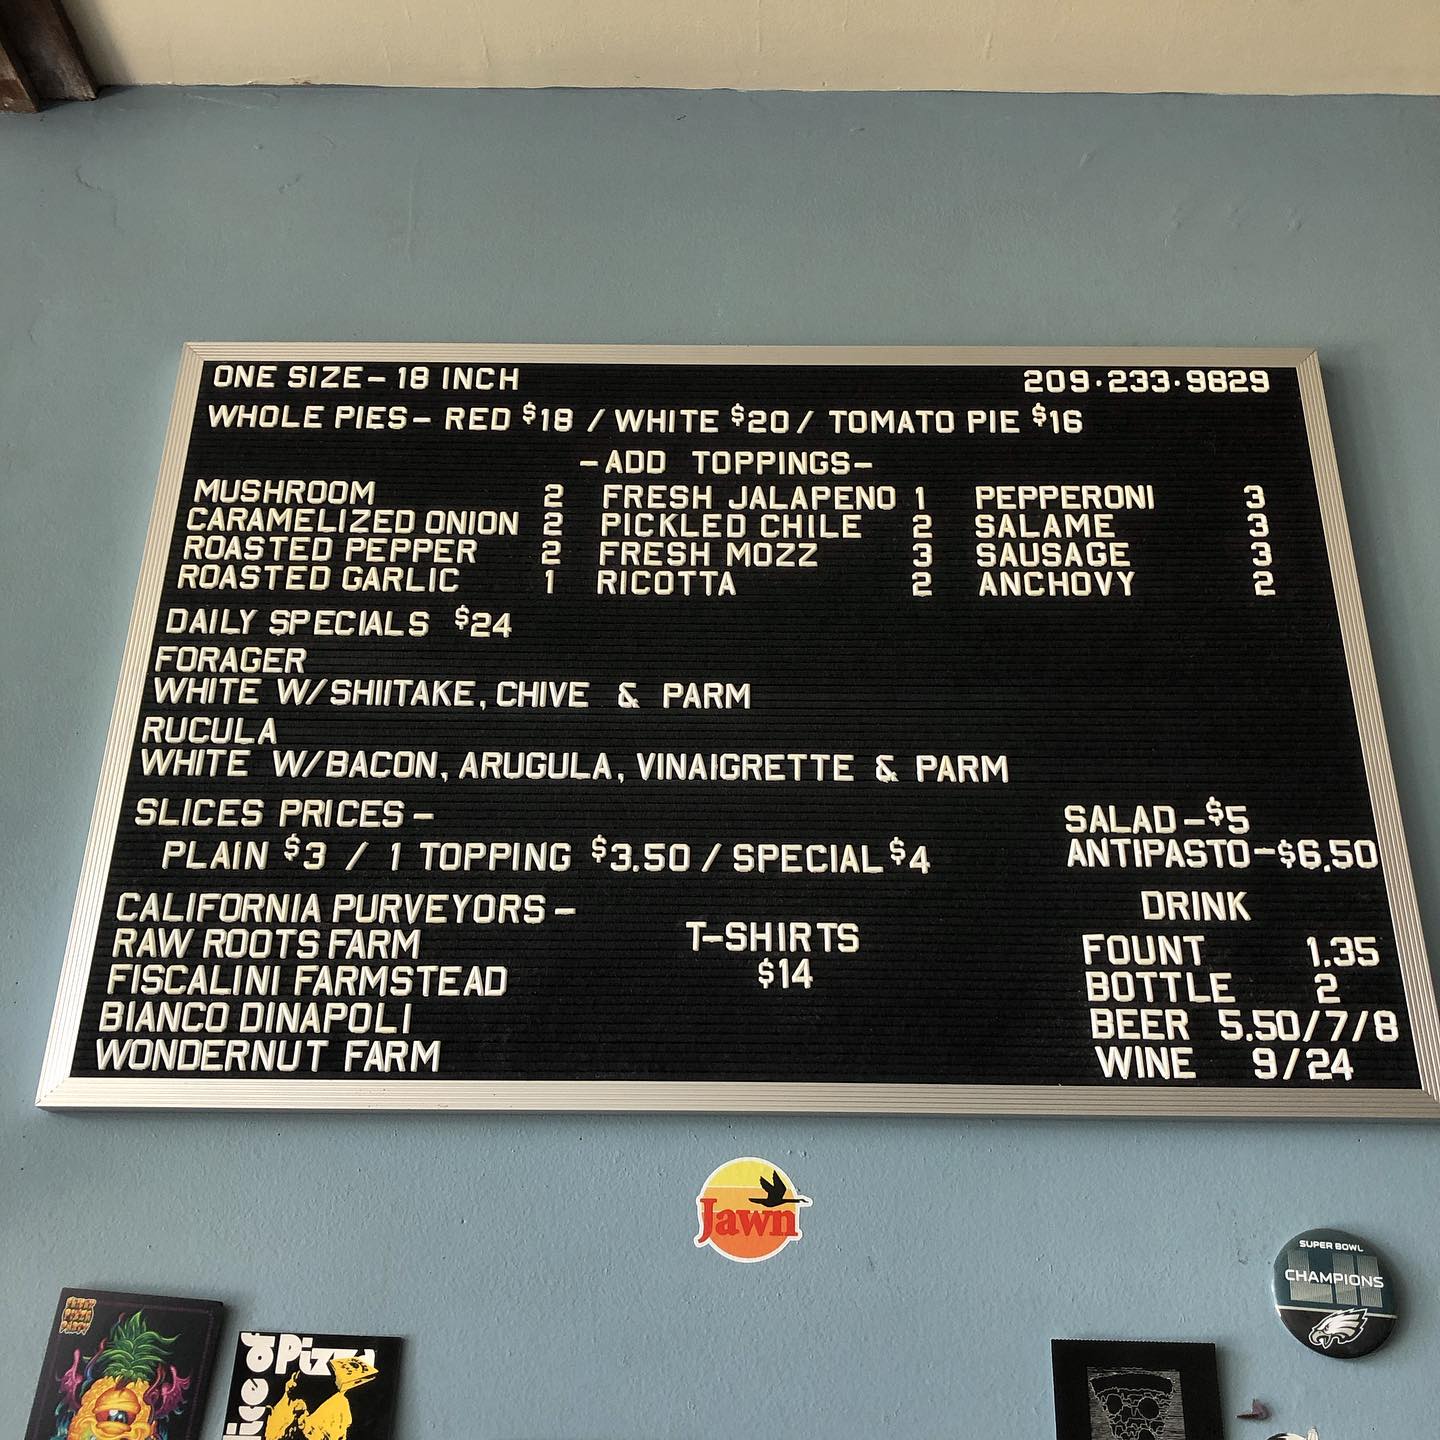 ONE SIZE- 18 INCH 209·233·9829
WHOLE PIES- RED $18 / WHITE $20 / TOMATO PIE $16
-ADD TOPPINGS-
MUSHROOM 2 FRESH JALAPENO 1 PEPPERONI 3
CARAMELIZED ONION 2 PICKLED CHILE 2 SALAME 3
ROASTED PEPPER 2 FRESH MOZZ 3 SAUSAGE 3
ROASTED GARLIC 1 RICOTTA 2 ANCHOVY 2
DAILY SPECIALS $24
FORAGER
WHITE W/SHIITAKE, CHIVE & PARM
RUCULA
WHITE W/BACON, ARUGULA, VINAIGRETTE & PARM
SLICES PRICES -
PLAIN $3 / 1 TOPPING $3.50 / SPECIAL $4
SALAD-$5
ANTIPASTO-$6.50
CALIFORNIA PURVEYORS -
RAW ROOTS FARM
FISCALINI FARMSTEAD
BIANCO DINAPOLI
WONDERNUT FARM
T-SHIRTS
$14
DRINK
FOUNT 1.35
BOTTLE 2
BEER 5.50/7/8
WINE 9/24
Jawn
SUPER BOWL
CHAMPIONS
PIZZA
PARTY
of Pizza